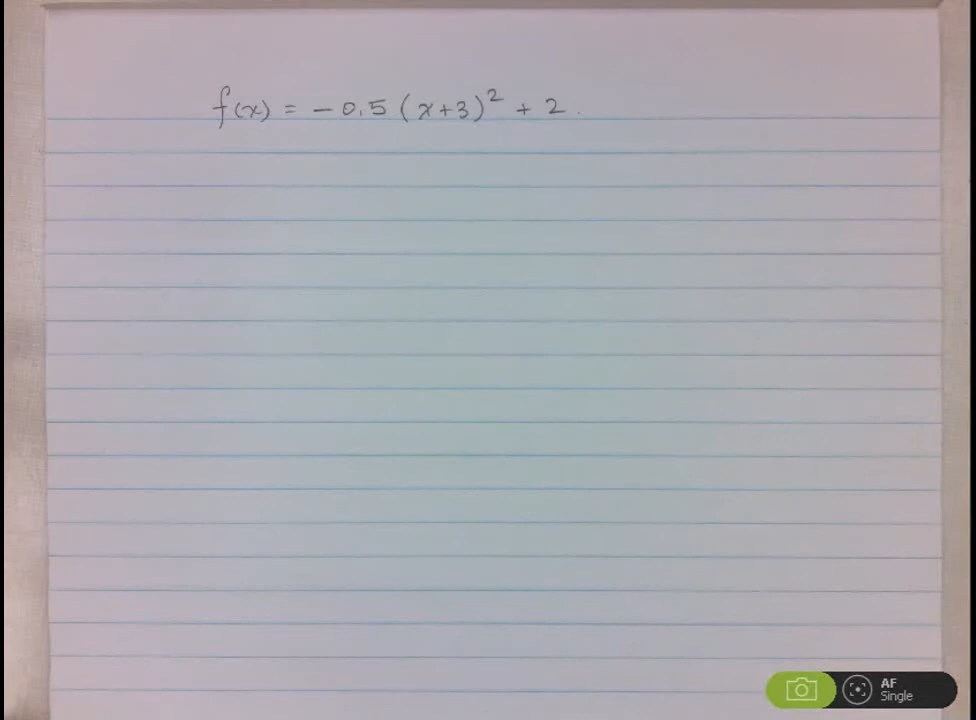 f(x) = - 0.5 (x+3)² + 2.
AF
Single